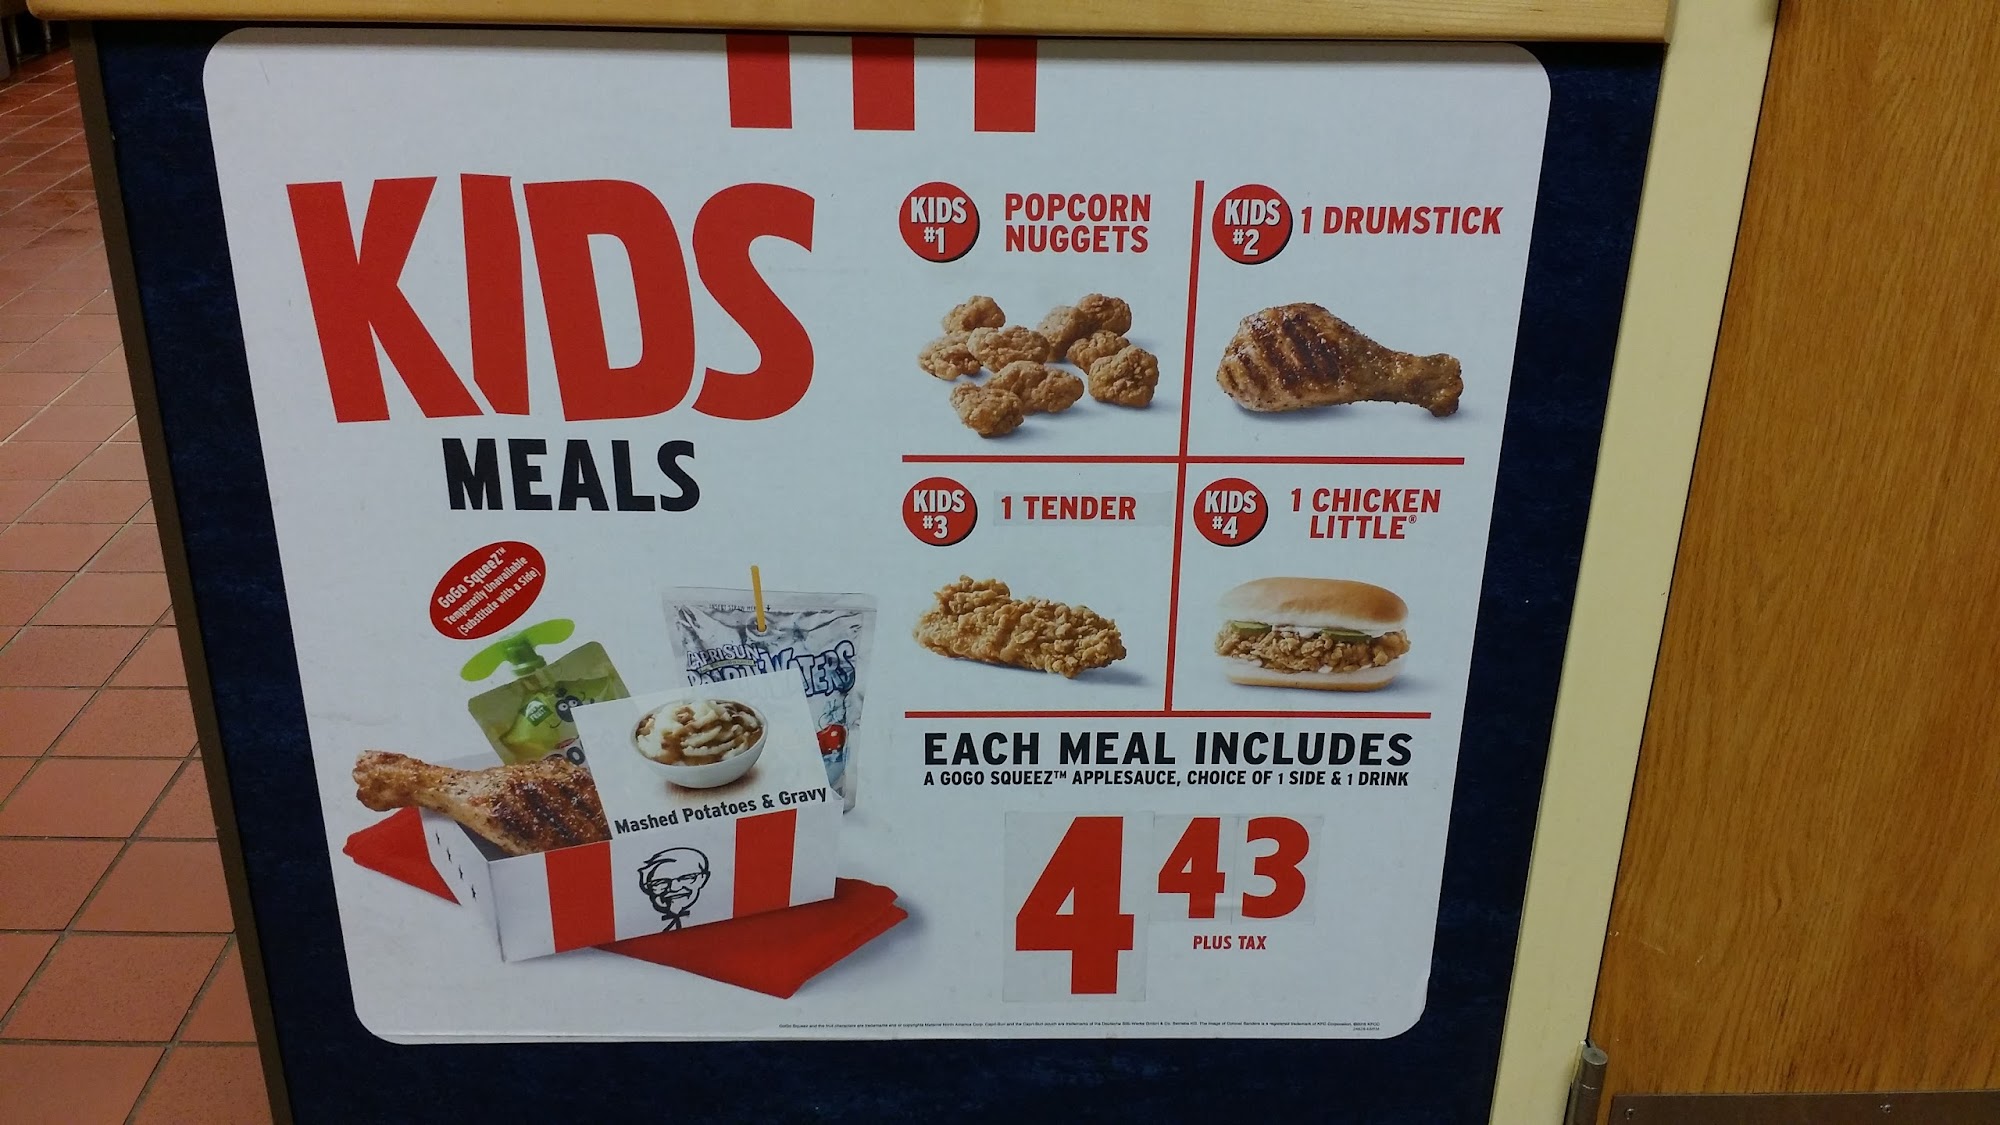 KIDS
MEALS
KIDS
#1
POPCORN
NUGGETS
KIDS
#2
1 DRUMSTICK
KIDS
#3
1 TENDER
KIDS
#4
1 CHICKEN
LITTLE®
GoGo SqueeZ™
Temporarily Unavailable
(Substitute with a Side)
CAPRISUN
WATERS
Mashed Potatoes & Gravy
EACH MEAL INCLUDES
A GOGO SQUEEZ™ APPLESAUCE, CHOICE OF 1 SIDE & 1 DRINK
4 43
PLUS TAX